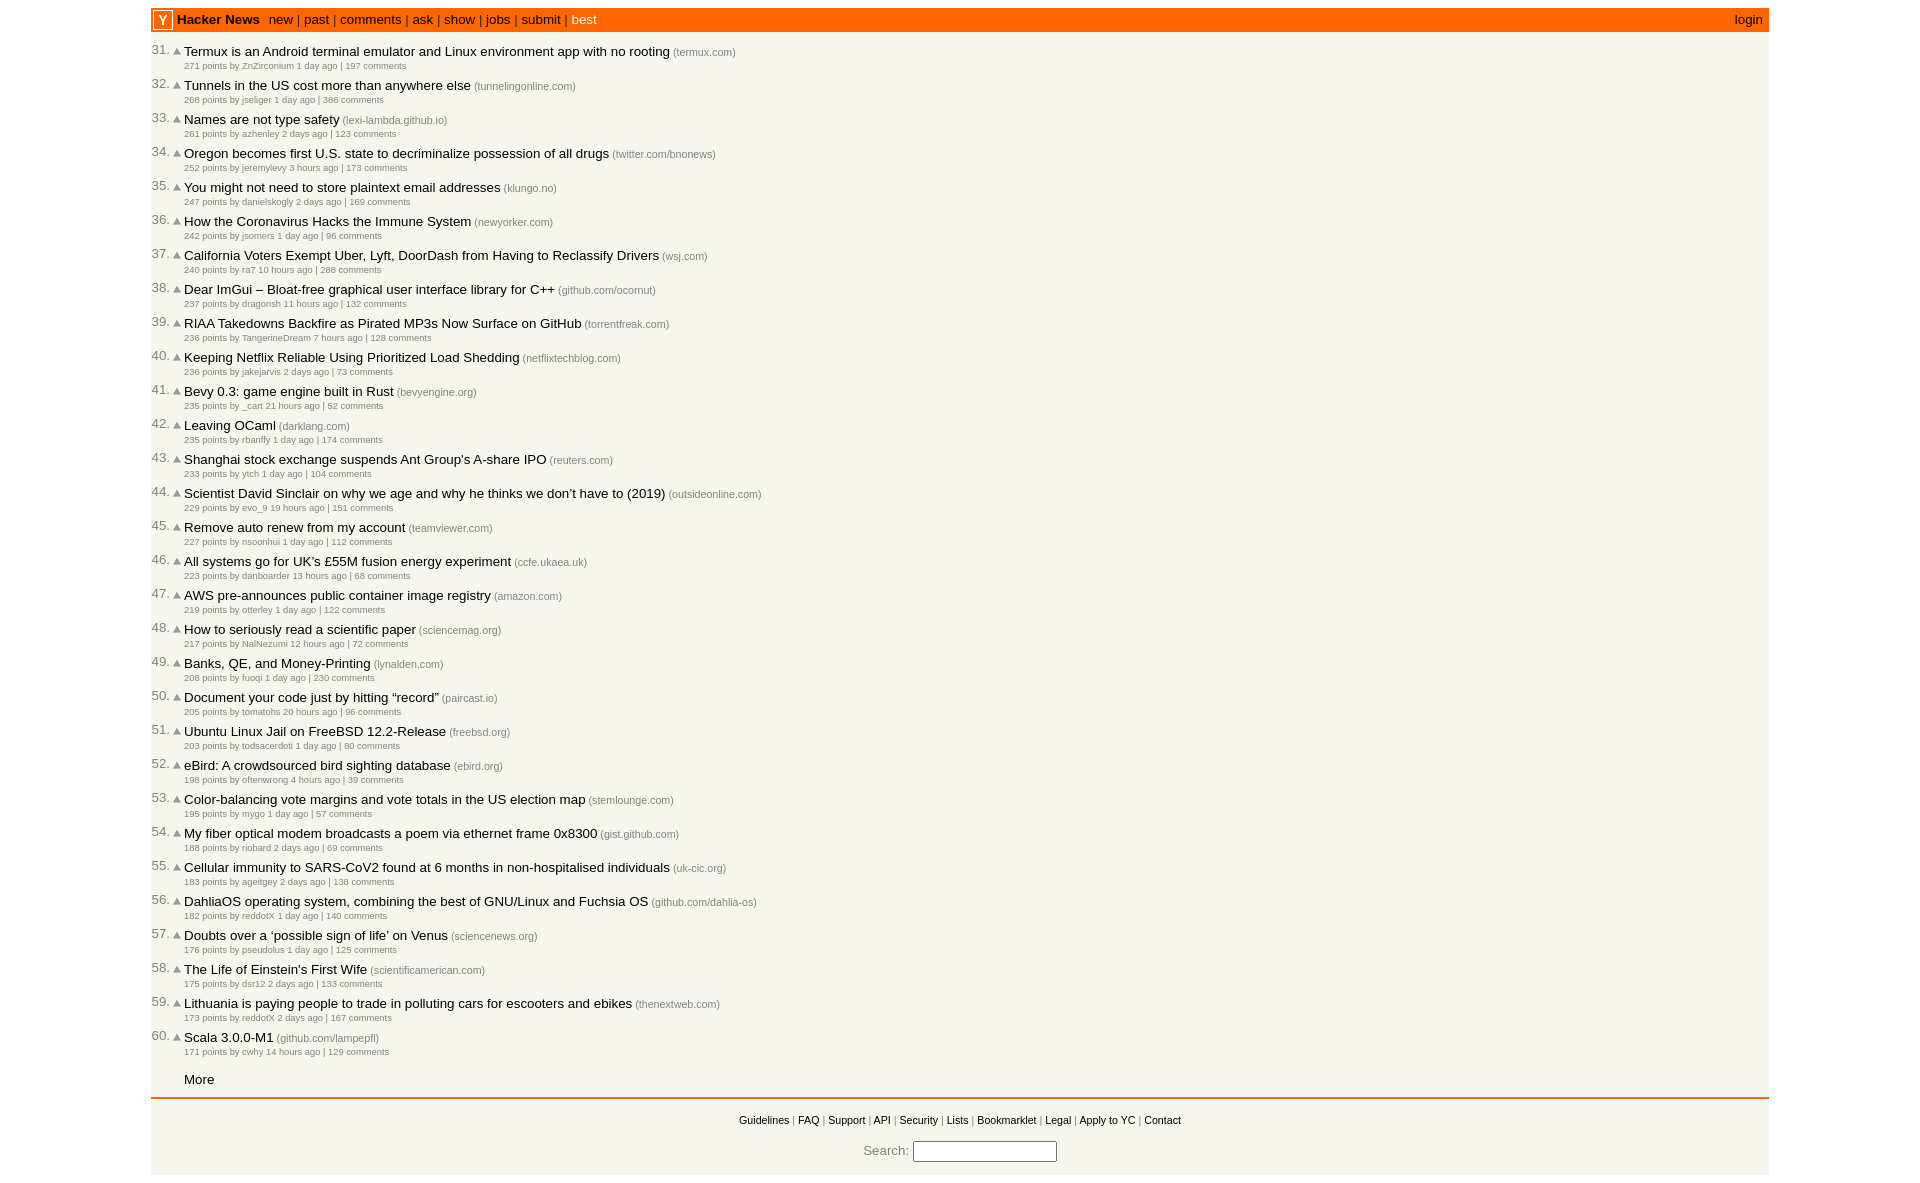 Y Hacker News new | past | comments | ask | show | jobs | submit | best login
31. Termux is an Android terminal emulator and Linux environment app with no rooting (termux.com)
271 points by ZnZirconium 1 day ago | 197 comments
32. Tunnels in the US cost more than anywhere else (tunnelingonline.com)
268 points by jseliger 1 day ago | 386 comments
33. Names are not type safety (lexi-lambda.github.io)
261 points by azhenley 2 days ago | 123 comments
34. Oregon becomes first U.S. state to decriminalize possession of all drugs (twitter.com/bnonews)
252 points by jeremylevy 3 hours ago | 173 comments
35. You might not need to store plaintext email addresses (klungo.no)
247 points by danielskogly 2 days ago | 169 comments
36. How the Coronavirus Hacks the Immune System (newyorker.com)
242 points by jsomers 1 day ago | 96 comments
37. California Voters Exempt Uber, Lyft, DoorDash from Having to Reclassify Drivers (wsj.com)
240 points by ra7 10 hours ago | 288 comments
38. Dear ImGui – Bloat-free graphical user interface library for C++ (github.com/ocornut)
237 points by dragonsh 11 hours ago | 132 comments
39. RIAA Takedowns Backfire as Pirated MP3s Now Surface on GitHub (torrentfreak.com)
236 points by TangerineDream 7 hours ago | 128 comments
40. Keeping Netflix Reliable Using Prioritized Load Shedding (netflixtechblog.com)
236 points by jakejarvis 2 days ago | 73 comments
41. Bevy 0.3: game engine built in Rust (bevyengine.org)
235 points by _cart 21 hours ago | 52 comments
42. Leaving OCaml (darklang.com)
235 points by rbanffy 1 day ago | 174 comments
43. Shanghai stock exchange suspends Ant Group's A-share IPO (reuters.com)
233 points by ytch 1 day ago | 104 comments
44. Scientist David Sinclair on why we age and why he thinks we don’t have to (2019) (outsideonline.com)
229 points by evo_9 19 hours ago | 151 comments
45. Remove auto renew from my account (teamviewer.com)
227 points by nsoonhui 1 day ago | 112 comments
46. All systems go for UK’s £55M fusion energy experiment (ccfe.ukaea.uk)
223 points by danboarder 13 hours ago | 68 comments
47. AWS pre-announces public container image registry (amazon.com)
219 points by otterley 1 day ago | 122 comments
48. How to seriously read a scientific paper (sciencemag.org)
217 points by NalNezumi 12 hours ago | 72 comments
49. Banks, QE, and Money-Printing (lynalden.com)
208 points by fuoqi 1 day ago | 230 comments
50. Document your code just by hitting “record” (paircast.io)
205 points by tomatohs 20 hours ago | 96 comments
51. Ubuntu Linux Jail on FreeBSD 12.2-Release (freebsd.org)
203 points by todsacerdoti 1 day ago | 80 comments
52. eBird: A crowdsourced bird sighting database (ebird.org)
198 points by oftenwrong 4 hours ago | 39 comments
53. Color-balancing vote margins and vote totals in the US election map (stemlounge.com)
195 points by mygo 1 day ago | 57 comments
54. My fiber optical modem broadcasts a poem via ethernet frame 0x8300 (gist.github.com)
188 points by riobard 2 days ago | 69 comments
55. Cellular immunity to SARS-CoV2 found at 6 months in non-hospitalised individuals (uk-cic.org)
183 points by ageitgey 2 days ago | 138 comments
56. DahliaOS operating system, combining the best of GNU/Linux and Fuchsia OS (github.com/dahlia-os)
182 points by reddotX 1 day ago | 140 comments
57. Doubts over a ‘possible sign of life’ on Venus (sciencenews.org)
176 points by pseudolus 1 day ago | 125 comments
58. The Life of Einstein's First Wife (scientificamerican.com)
175 points by dsr12 2 days ago | 133 comments
59. Lithuania is paying people to trade in polluting cars for escooters and ebikes (thenextweb.com)
173 points by reddotX 2 days ago | 167 comments
60. Scala 3.0.0-M1 (github.com/lampepfl)
171 points by cwhy 14 hours ago | 129 comments
More
Guidelines | FAQ | Support | API | Security | Lists | Bookmarklet | Legal | Apply to YC | Contact
Search: